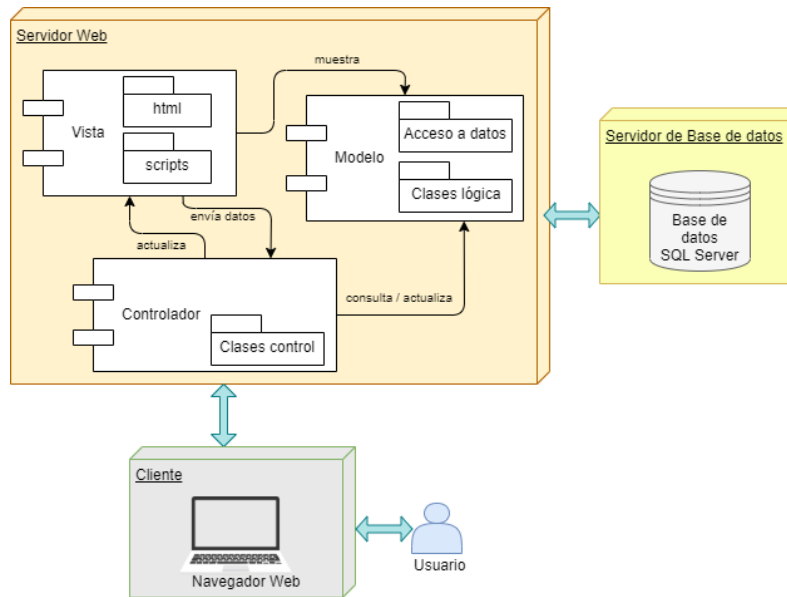 Servidor Web
muestra
html
Vista
scripts
Acceso a datos
Modelo
Clases lógica
envía datos
actualiza
Controlador
Clases control
consulta / actualiza
Servidor de Base de datos
Base de
datos
SQL Server
Cliente
Navegador Web
Usuario